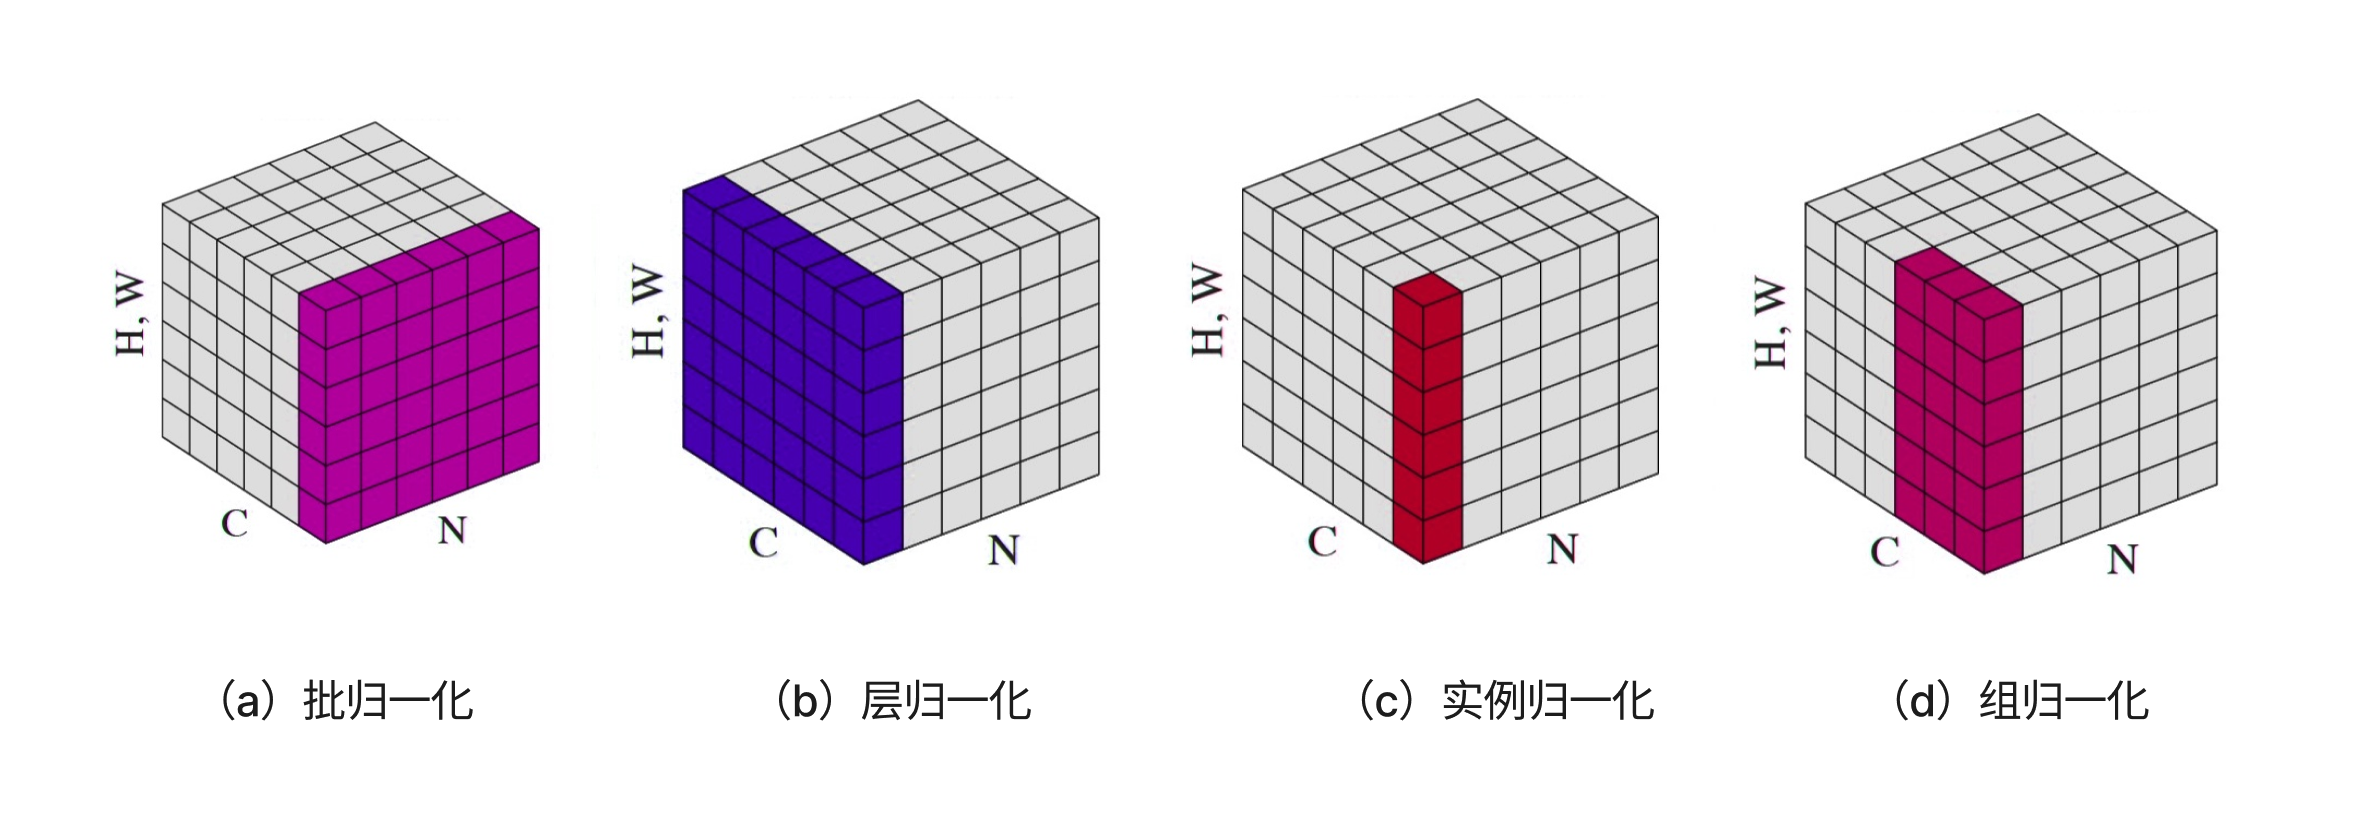 H, W
C
N
H, W
C
N
H, W
C
N
H, W
C
N
（a）批归一化
（b）层归一化
（c）实例归一化
（d）组归一化